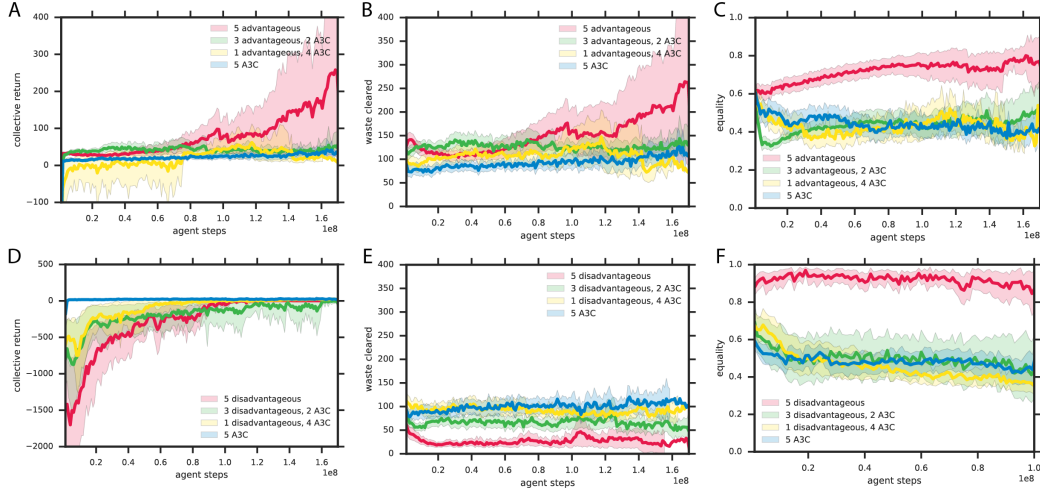 A
collective return
400
300
200
100
0
−100
5 advantageous
3 advantageous, 2 A3C
1 advantageous, 4 A3C
5 A3C
0.2 0.4 0.6 0.8 1.0 1.2 1.4 1.6
agent steps
1e8
B
waste cleared
400
350
300
250
200
150
100
50
0
5 advantageous
3 advantageous, 2 A3C
1 advantageous, 4 A3C
5 A3C
0.2 0.4 0.6 0.8 1.0 1.2 1.4 1.6
agent steps
1e8
C
equality
1.0
0.8
0.6
0.4
0.2
0.0
5 advantageous
3 advantageous, 2 A3C
1 advantageous, 4 A3C
5 A3C
0.2 0.4 0.6 0.8 1.0 1.2 1.4 1.6
agent steps
1e8
D
collective return
500
0
−500
−1000
−1500
−2000
5 disadvantageous
3 disadvantageous, 2 A3C
1 disadvantageous, 4 A3C
5 A3C
0.2 0.4 0.6 0.8 1.0 1.2 1.4 1.6
agent steps
1e8
E
waste cleared
400
350
300
250
200
150
100
50
0
5 disadvantageous
3 disadvantageous, 2 A3C
1 disadvantageous, 4 A3C
5 A3C
0.2 0.4 0.6 0.8 1.0 1.2 1.4 1.6
agent steps
1e8
F
equality
1.0
0.8
0.6
0.4
0.2
0.0
5 disadvantageous
3 disadvantageous, 2 A3C
1 disadvantageous, 4 A3C
5 A3C
0.2 0.4 0.6 0.8 1.0
agent steps
1e8